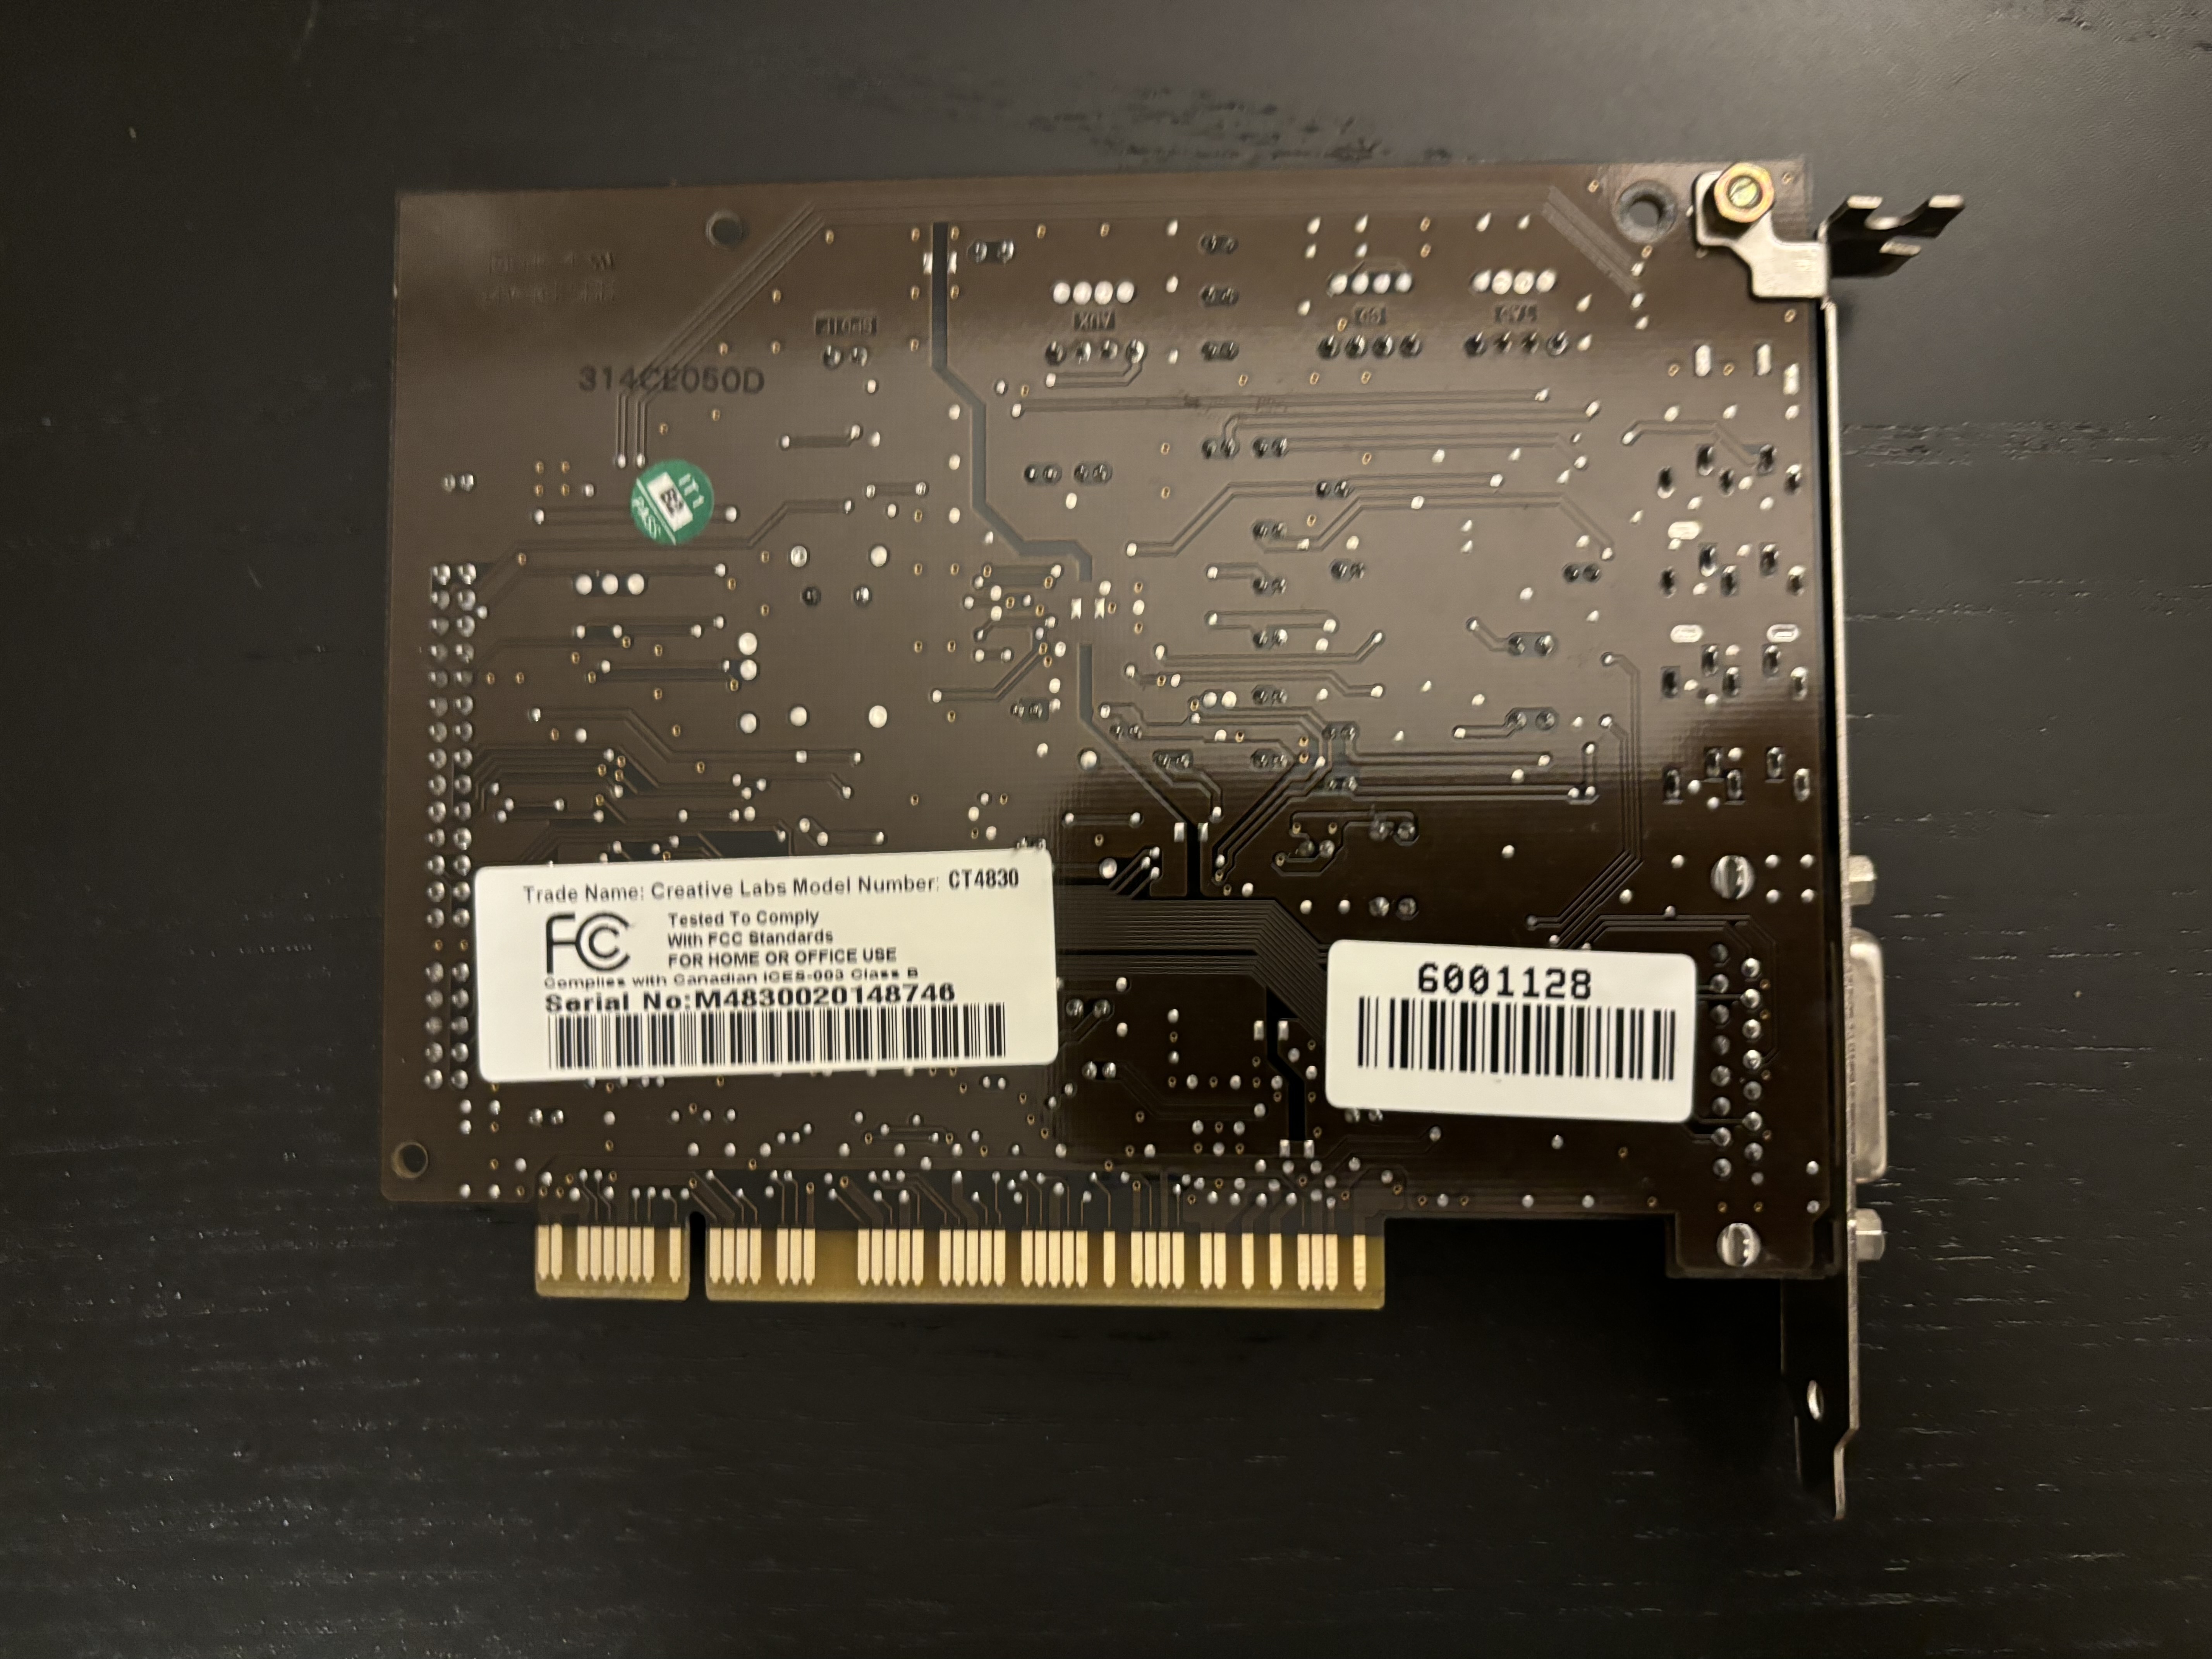 314CE050D
Trade Name: Creative Labs Model Number: CT4830
FC
Tested To Comply
With FCC Standards
FOR HOME OR OFFICE USE
Complies with Canadian ICES-003 Class B
Serial No:M4830020148746
6001128